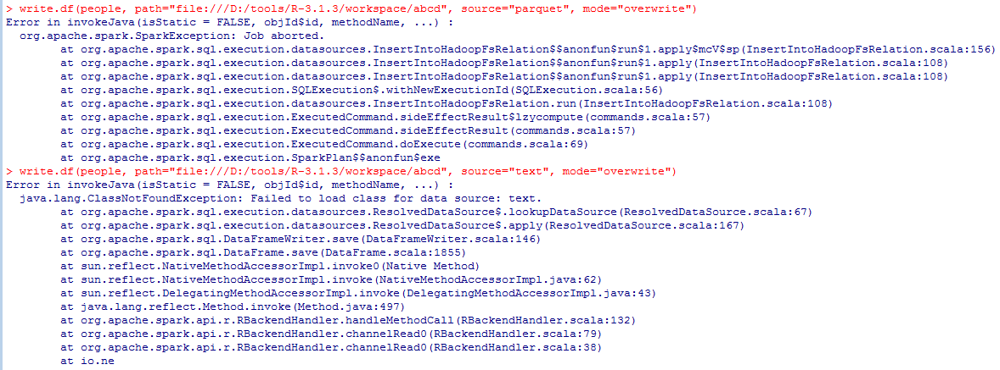 > write.df(people, path="file:///D:/tools/R-3.1.3/workspace/abcd", source="parquet", mode="overwrite")
Error in invokeJava(isStatic = FALSE, objId$id, methodName, ...) :
  org.apache.spark.SparkException: Job aborted.
        at org.apache.spark.sql.execution.datasources.InsertIntoHadoopFsRelation$$anonfun$run$1.apply$mcV$sp(InsertIntoHadoopFsRelation.scala:156)
        at org.apache.spark.sql.execution.datasources.InsertIntoHadoopFsRelation$$anonfun$run$1.apply(InsertIntoHadoopFsRelation.scala:108)
        at org.apache.spark.sql.execution.datasources.InsertIntoHadoopFsRelation$$anonfun$run$1.apply(InsertIntoHadoopFsRelation.scala:108)
        at org.apache.spark.sql.execution.SQLExecution$.withNewExecutionId(SQLExecution.scala:56)
        at org.apache.spark.sql.execution.datasources.InsertIntoHadoopFsRelation.run(InsertIntoHadoopFsRelation.scala:108)
        at org.apache.spark.sql.execution.ExecutedCommand.sideEffectResult$lzycompute(commands.scala:57)
        at org.apache.spark.sql.execution.ExecutedCommand.sideEffectResult(commands.scala:57)
        at org.apache.spark.sql.execution.ExecutedCommand.doExecute(commands.scala:69)
        at org.apache.spark.sql.execution.SparkPlan$$anonfun$exe
> write.df(people, path="file:///D:/tools/R-3.1.3/workspace/abcd", source="text", mode="overwrite")
Error in invokeJava(isStatic = FALSE, objId$id, methodName, ...) :
  java.lang.ClassNotFoundException: Failed to load class for data source: text.
        at org.apache.spark.sql.execution.datasources.ResolvedDataSource$.lookupDataSource(ResolvedDataSource.scala:67)
        at org.apache.spark.sql.execution.datasources.ResolvedDataSource$.apply(ResolvedDataSource.scala:167)
        at org.apache.spark.sql.DataFrameWriter.save(DataFrameWriter.scala:146)
        at org.apache.spark.sql.DataFrame.save(DataFrame.scala:1855)
        at sun.reflect.NativeMethodAccessorImpl.invoke0(Native Method)
        at sun.reflect.NativeMethodAccessorImpl.invoke(NativeMethodAccessorImpl.java:62)
        at sun.reflect.DelegatingMethodAccessorImpl.invoke(DelegatingMethodAccessorImpl.java:43)
        at java.lang.reflect.Method.invoke(Method.java:497)
        at org.apache.spark.api.r.RBackendHandler.handleMethodCall(RBackendHandler.scala:132)
        at org.apache.spark.api.r.RBackendHandler.channelRead0(RBackendHandler.scala:79)
        at org.apache.spark.api.r.RBackendHandler.channelRead0(RBackendHandler.scala:38)
        at io.ne